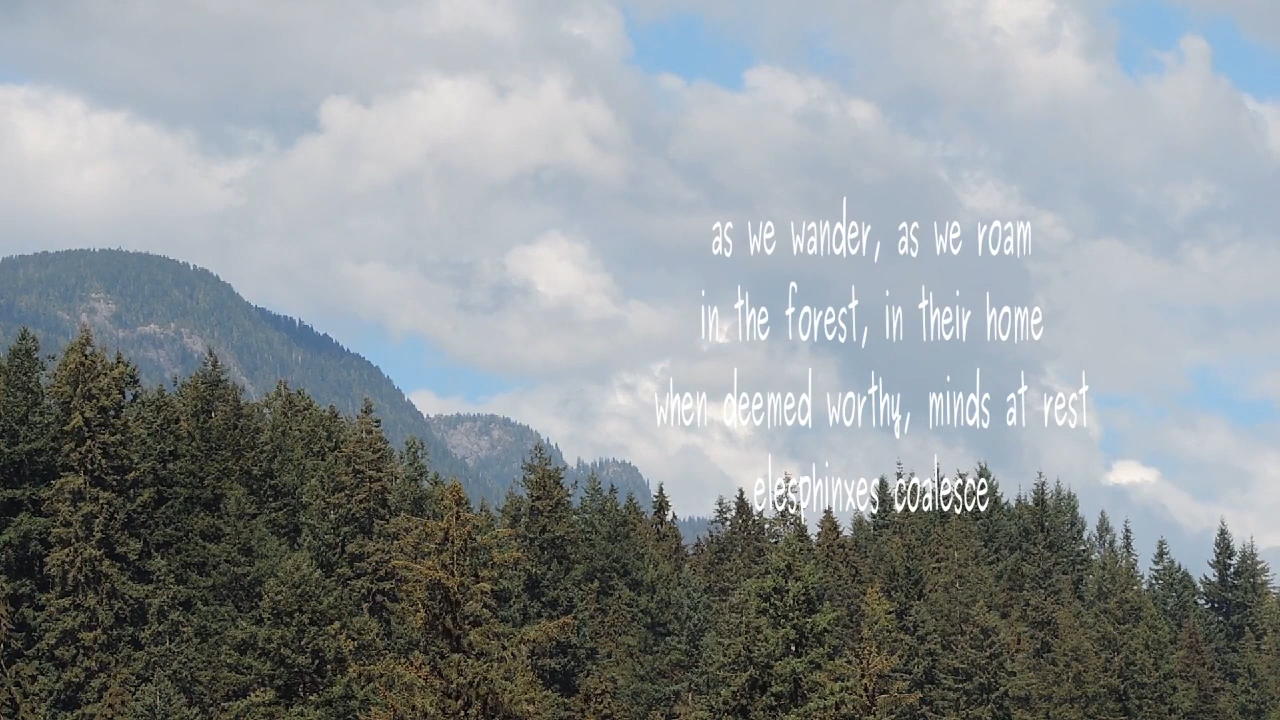 as we wander, as we roam
in the forest, in their home
when deemed worthy, minds at rest
elesphinxes coalesce